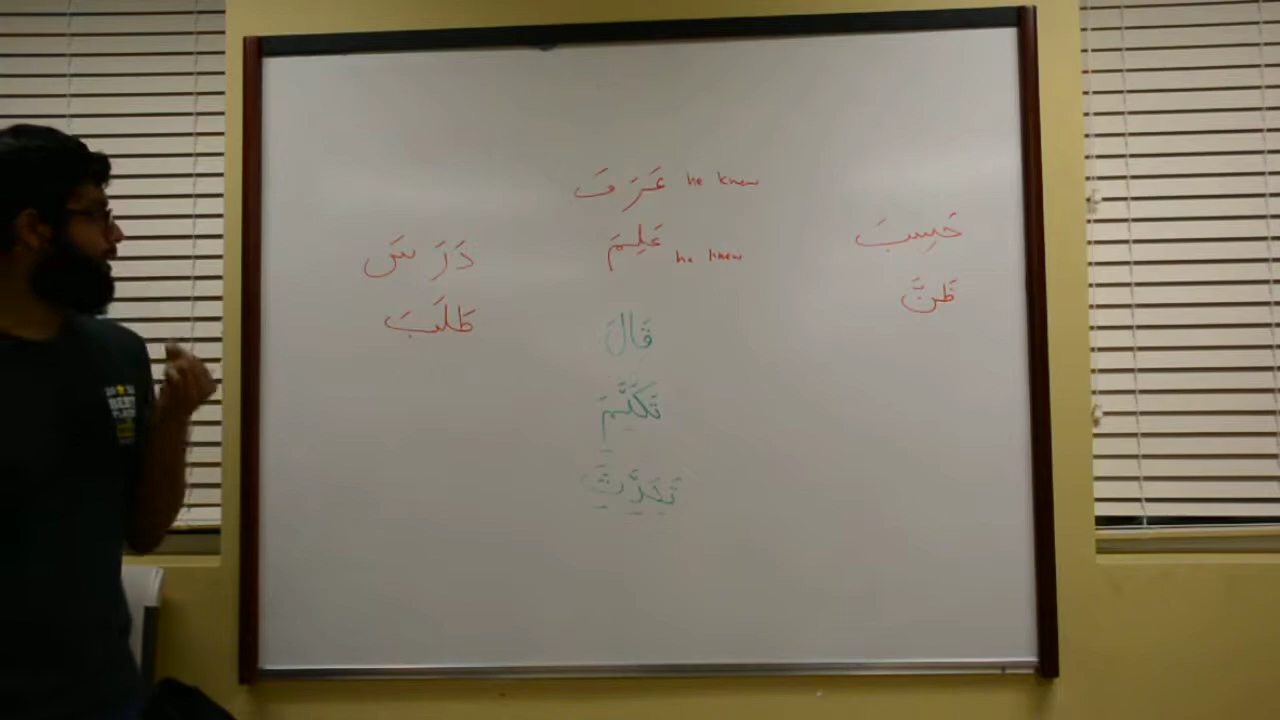 عَرَفَ he knew
عَلِمَ he knew
حَسِبَ
ظَنَّ
دَرَسَ
طَلَبَ
قَالَ
تَكَلَّمَ
تَحَدَّثَ